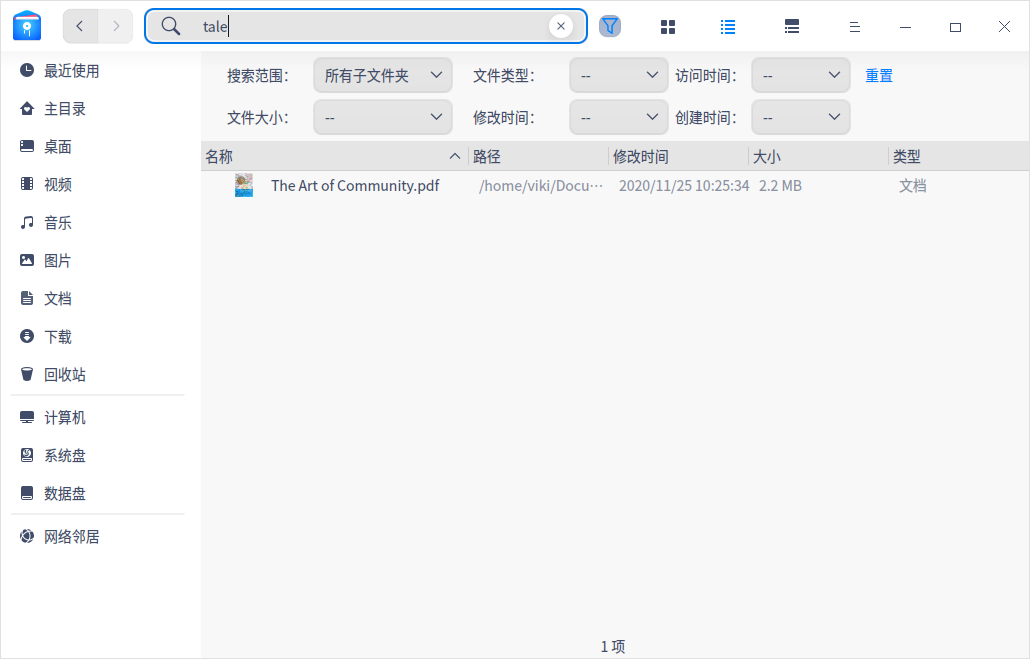 tale
最近使用
主目录
桌面
视频
音乐
图片
文档
下载
回收站
计算机
系统盘
数据盘
网络邻居
搜索范围： 所有子文件夹 文件类型： -- 访问时间： -- 重置
文件大小： -- 修改时间： -- 创建时间： --
名称 路径 修改时间 大小 类型
The Art of Community.pdf /home/viki/Docu··· 2020/11/25 10:25:34 2.2 MB 文档
1 项